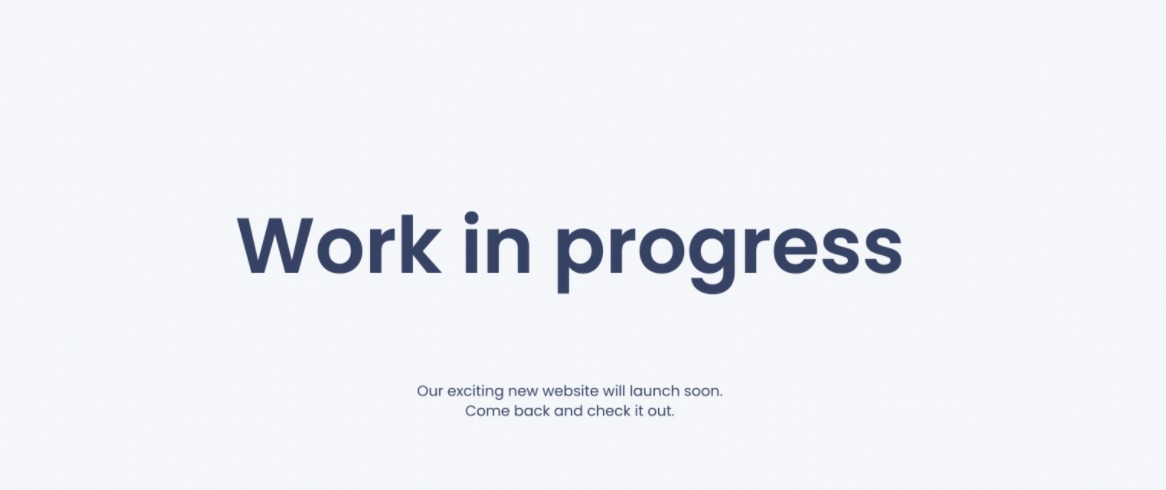 Work in progress
Our exciting new website will launch soon.
Come back and check it out.